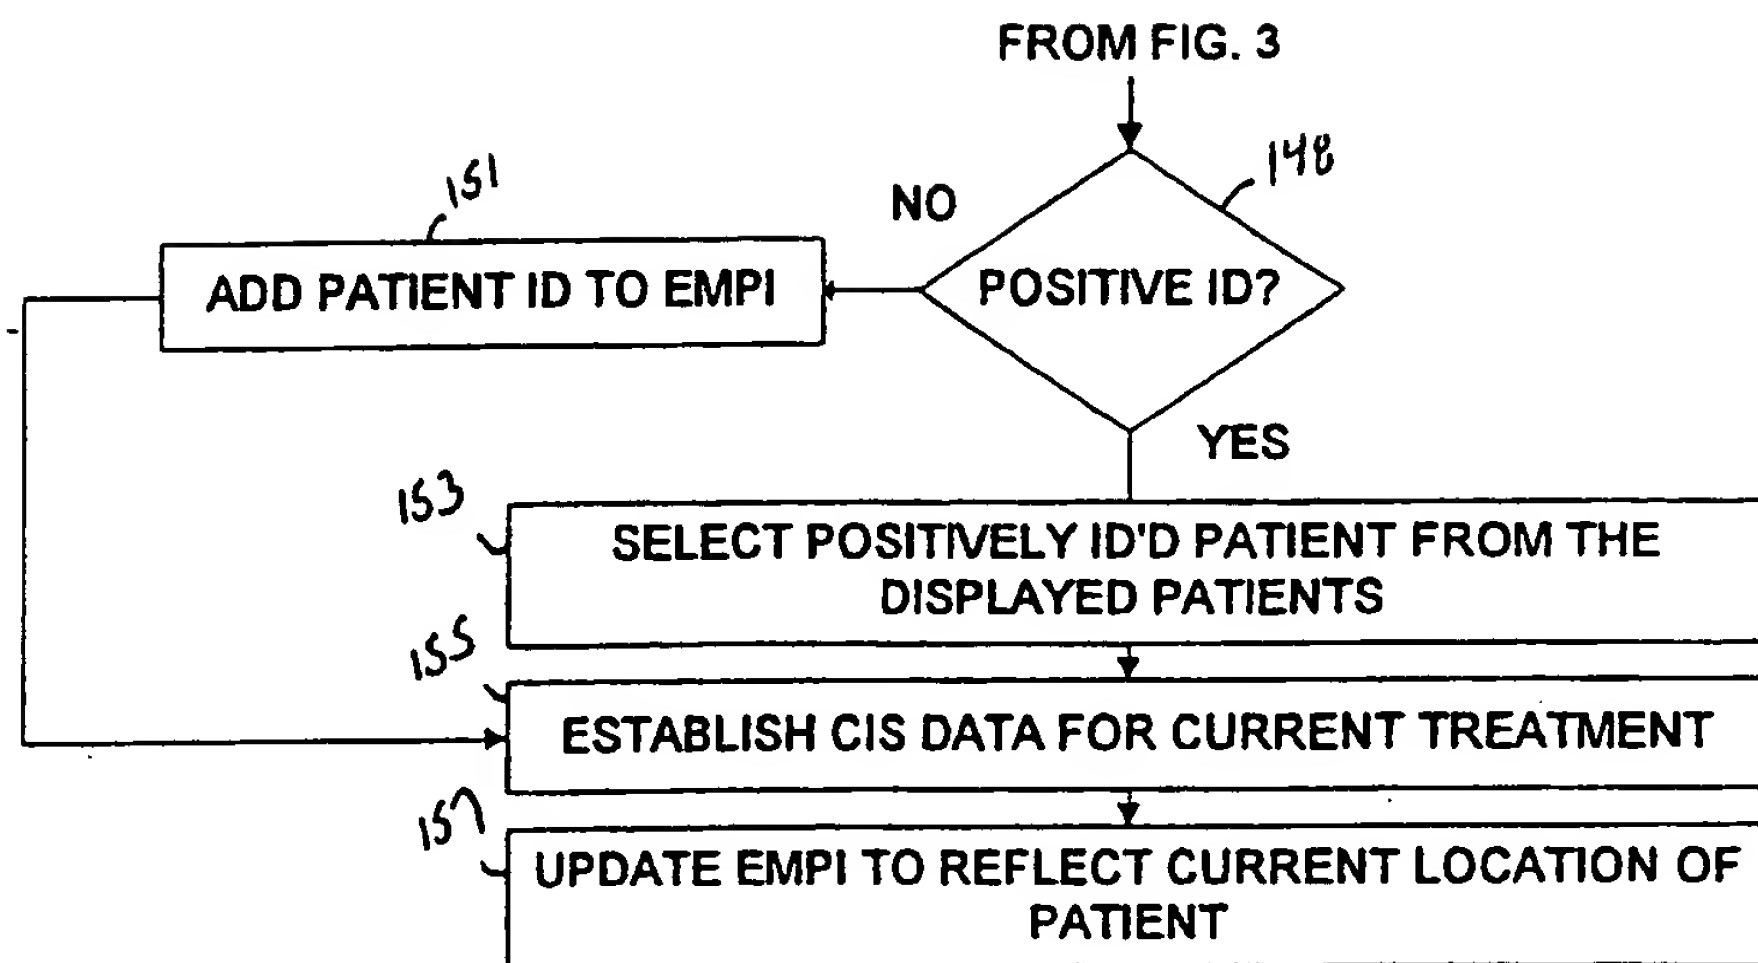 FROM FIG. 3
148
NO
151
POSITIVE ID?
ADD PATIENT ID TO EMPI
YES
153
SELECT POSITIVELY ID'D PATIENT FROM THE
DISPLAYED PATIENTS
155
ESTABLISH CIS DATA FOR CURRENT TREATMENT
157
UPDATE EMPI TO REFLECT CURRENT LOCATION OF
PATIENT